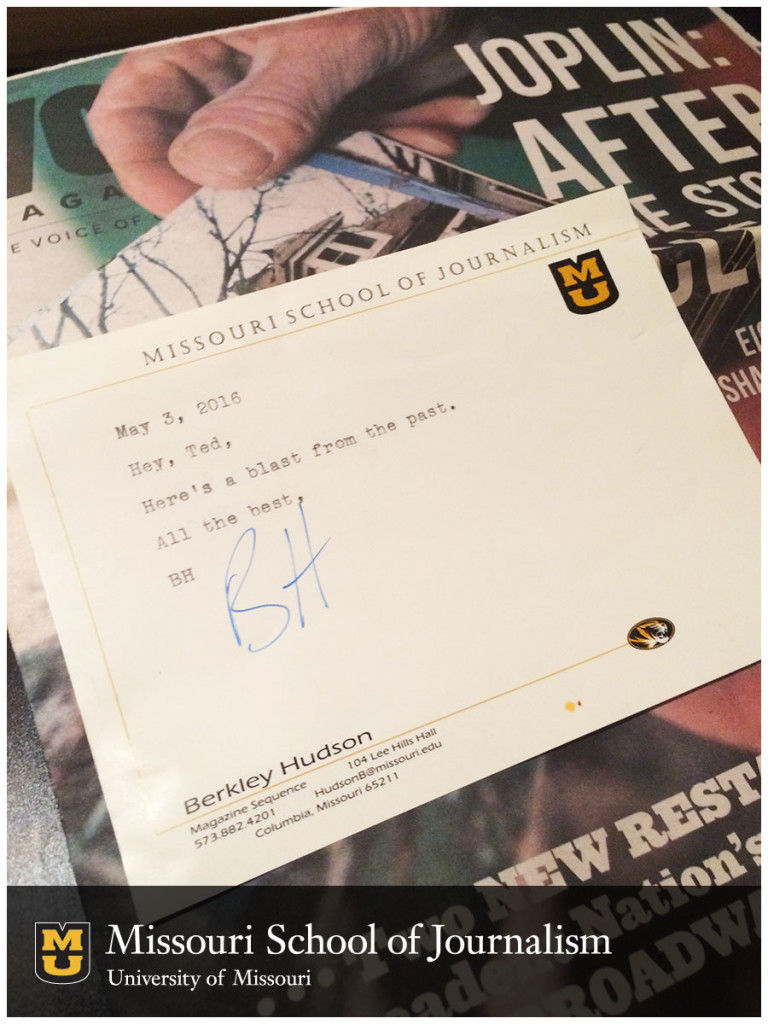 JOPLIN:
AFTER
E VOICE OF
MISSOURI SCHOOL OF JOURNALISM
MU
May 3, 2016
Hey, Ted,
Here's a blast from the past.
All the best,
BH
BH
Berkley Hudson
Magazine Sequence 104 Lee Hills Hall
573.882.4201 HudsonB@missouri.edu
Columbia, Missouri 65211
Two NEW REST
Nation's
ROADWA
MU
Missouri School of Journalism
University of Missouri